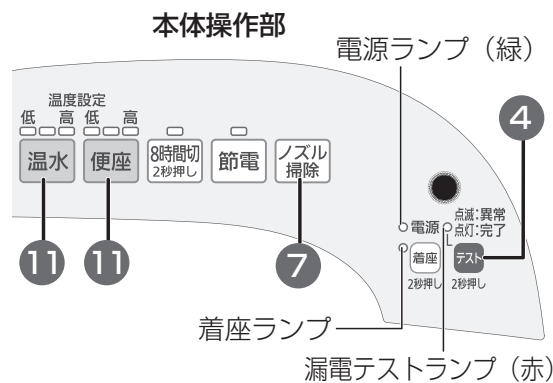 本体操作部
電源ランプ（緑）
温度設定
低 高 低 高
温水
便座
8時間切
2秒押し
節電
ノズル
掃除
4
11
11
7
電源
点滅:異常
点灯:完了
着座
テスト
2秒押し
2秒押し
着座ランプ
漏電テストランプ（赤）